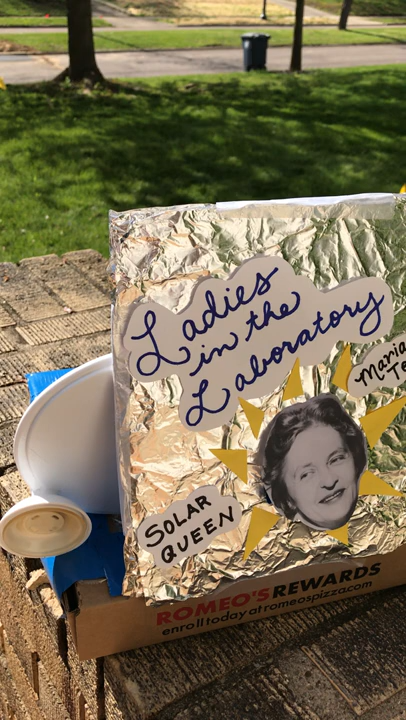 Ladies
in the
Laboratory
Maria
Te
SOLAR
QUEEN
ROMEO'S REWARDS
enroll today at romeospizza.com